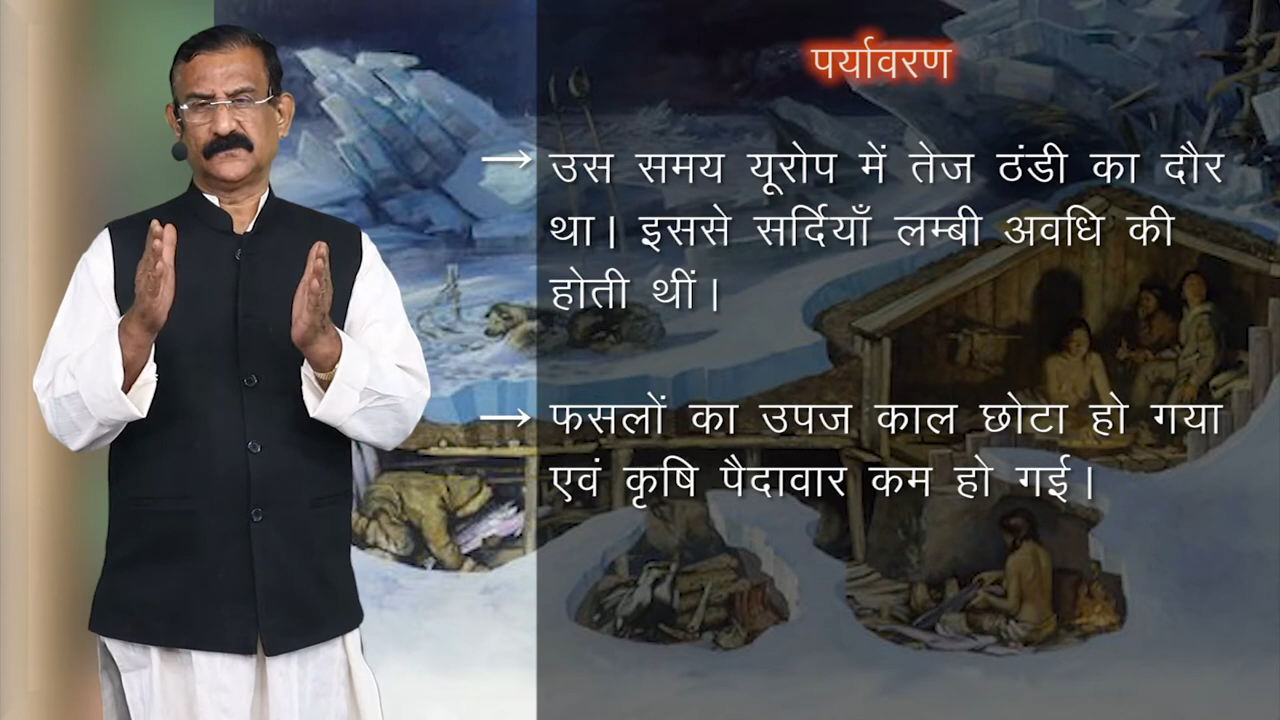 पर्यावरण
→ उस समय यूरोप में तेज ठंडी का दौर
था। इससे सर्दियाँ लम्बी अवधि की
होती थीं।
→ फसलों का उपज काल छोटा हो गया
एवं कृषि पैदावार कम हो गई।